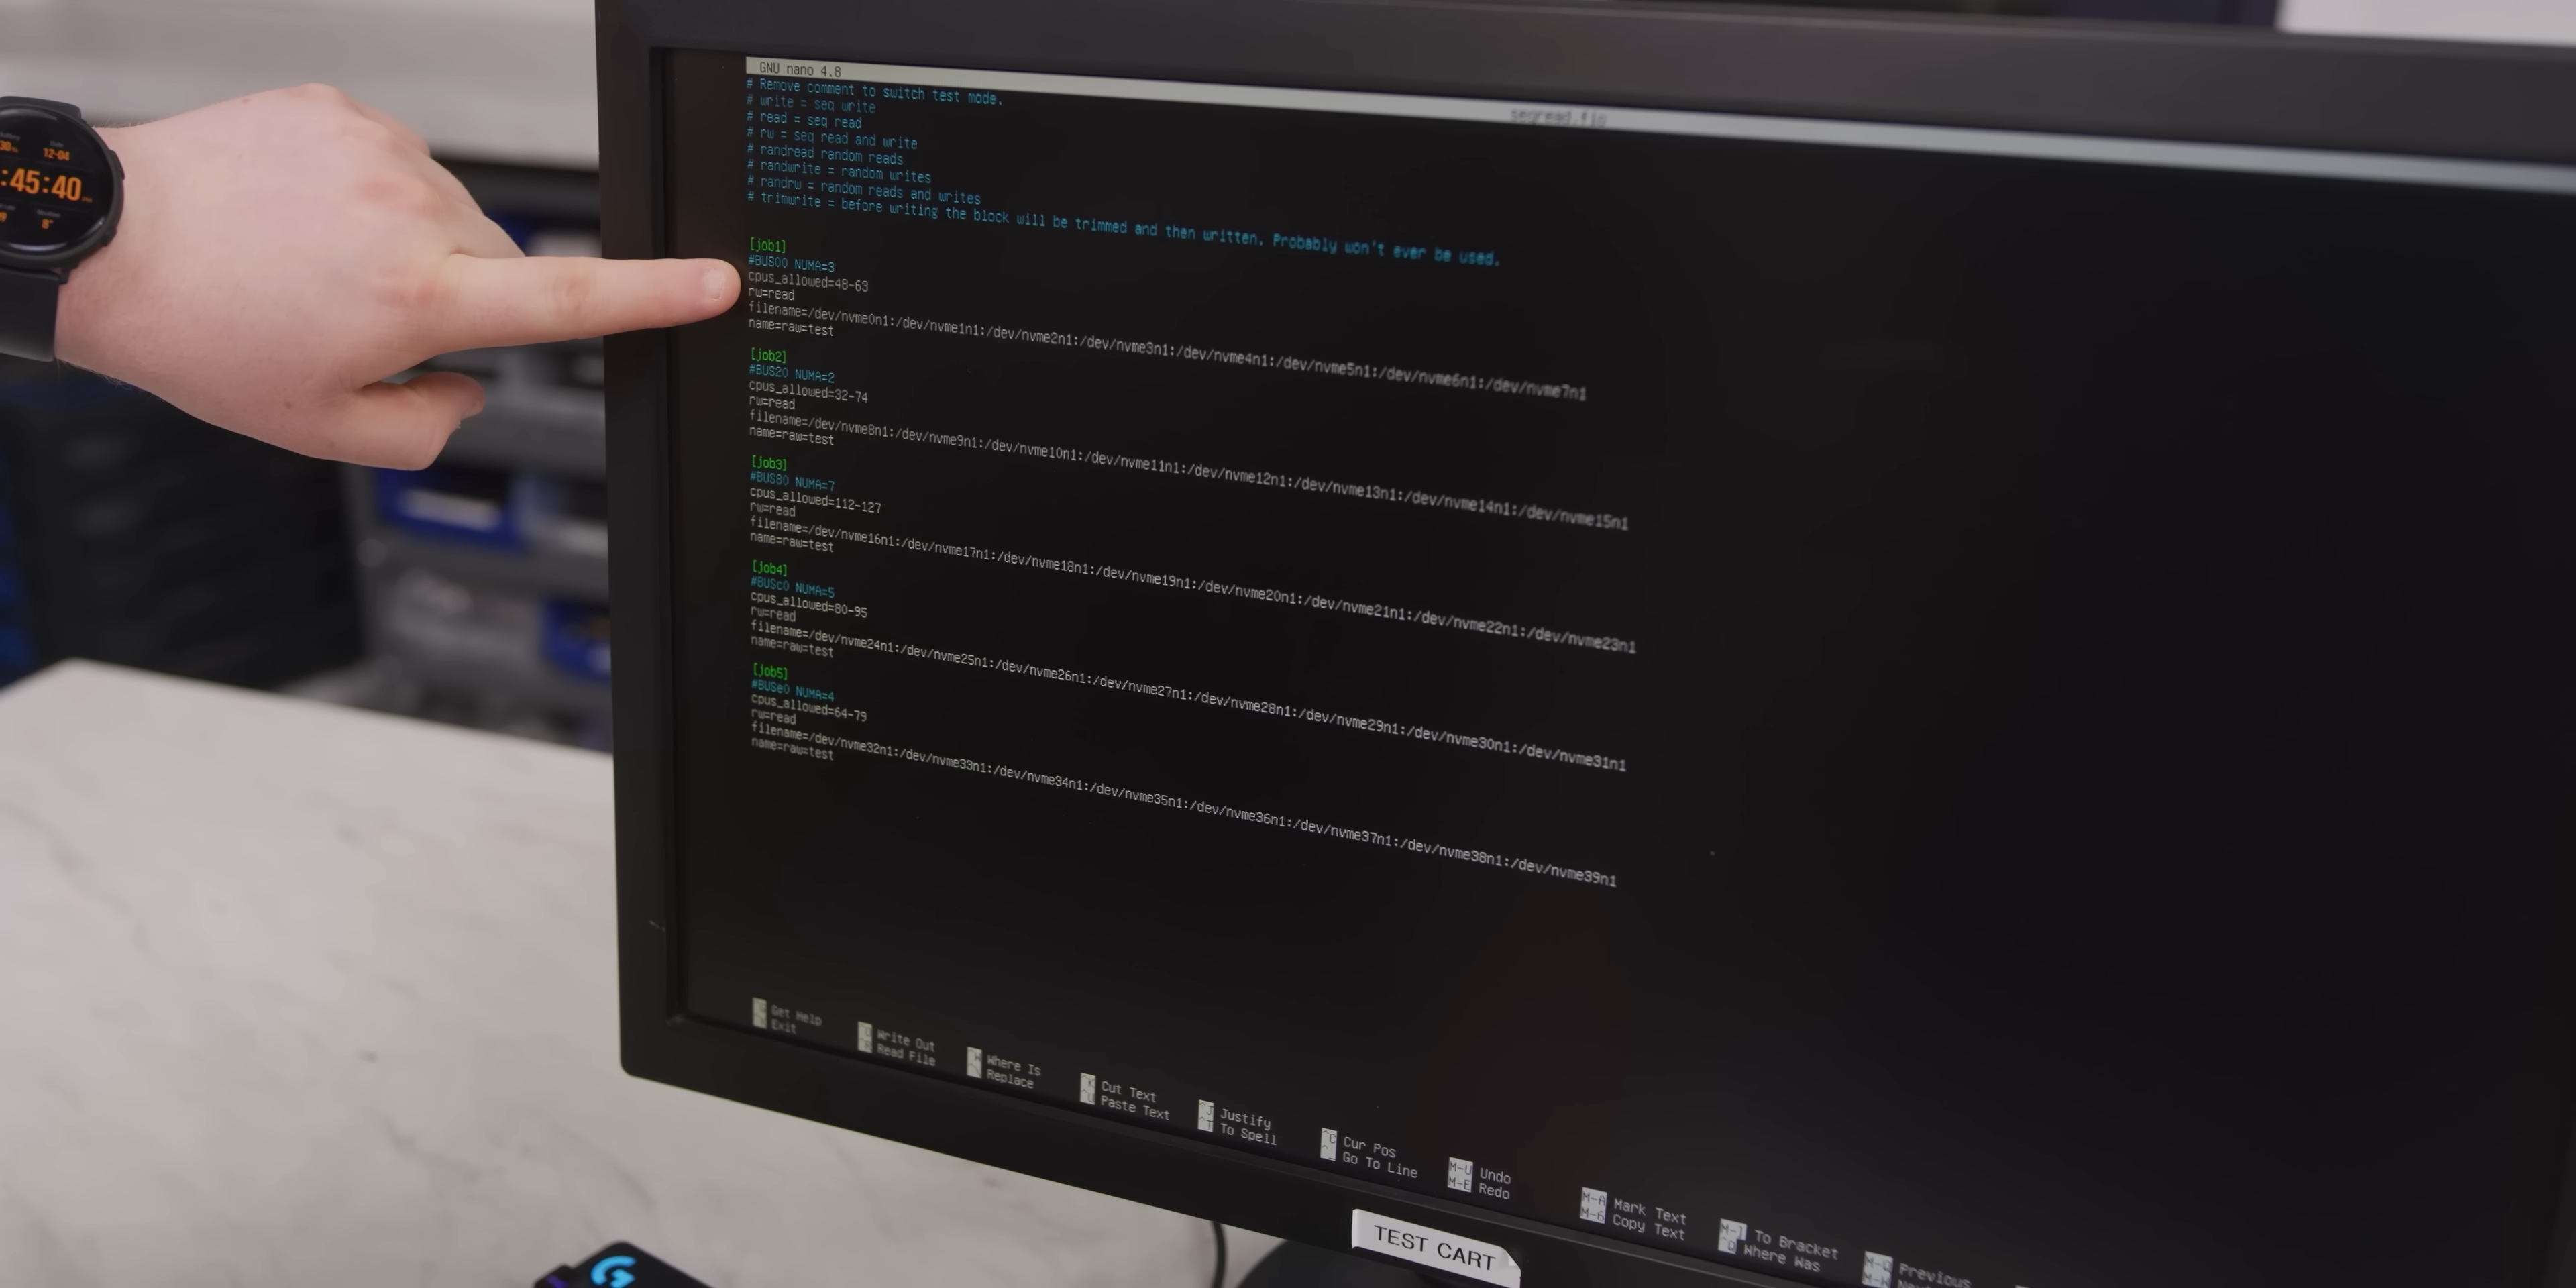 30%
12-04
:45:40
8°
GNU nano 4.8
seqread.fio
# Remove comment to switch test mode.
# write = seq write
# read = seq read
# rw = seq read and write
# randread random reads
# randwrite = random writes
# randrw = random reads and writes
# trimwrite = before writing the block will be trimmed and then written. Probably won't ever be used.
[job1]
#BUS00 NUMA=3
cpus_allowed=48-63
rw=read
filename=/dev/nvme0n1:/dev/nvme1n1:/dev/nvme2n1:/dev/nvme3n1:/dev/nvme4n1:/dev/nvme5n1:/dev/nvme6n1:/dev/nvme7n1
name=raw=test
[job2]
#BUS20 NUMA=2
cpus_allowed=32-74
rw=read
filename=/dev/nvme8n1:/dev/nvme9n1:/dev/nvme10n1:/dev/nvme11n1:/dev/nvme12n1:/dev/nvme13n1:/dev/nvme14n1:/dev/nvme15n1
name=raw=test
[job3]
#BUS80 NUMA=7
cpus_allowed=112-127
rw=read
filename=/dev/nvme16n1:/dev/nvme17n1:/dev/nvme18n1:/dev/nvme19n1:/dev/nvme20n1:/dev/nvme21n1:/dev/nvme22n1:/dev/nvme23n1
name=raw=test
[job4]
#BUSc0 NUMA=5
cpus_allowed=80-95
rw=read
filename=/dev/nvme24n1:/dev/nvme25n1:/dev/nvme26n1:/dev/nvme27n1:/dev/nvme28n1:/dev/nvme29n1:/dev/nvme30n1:/dev/nvme31n1
name=raw=test
[job5]
#BUSe0 NUMA=4
cpus_allowed=64-79
rw=read
filename=/dev/nvme32n1:/dev/nvme33n1:/dev/nvme34n1:/dev/nvme35n1:/dev/nvme36n1:/dev/nvme37n1:/dev/nvme38n1:/dev/nvme39n1
name=raw=test
Get Help Write Out Where Is Cut Text Justify Cur Pos M-U Undo M-A Mark Text M-] To Bracket M-Q Previous
Exit Read File Replace Paste Text To Spell Go To Line M-E Redo M-6 Copy Text Where Was
TEST CART
G